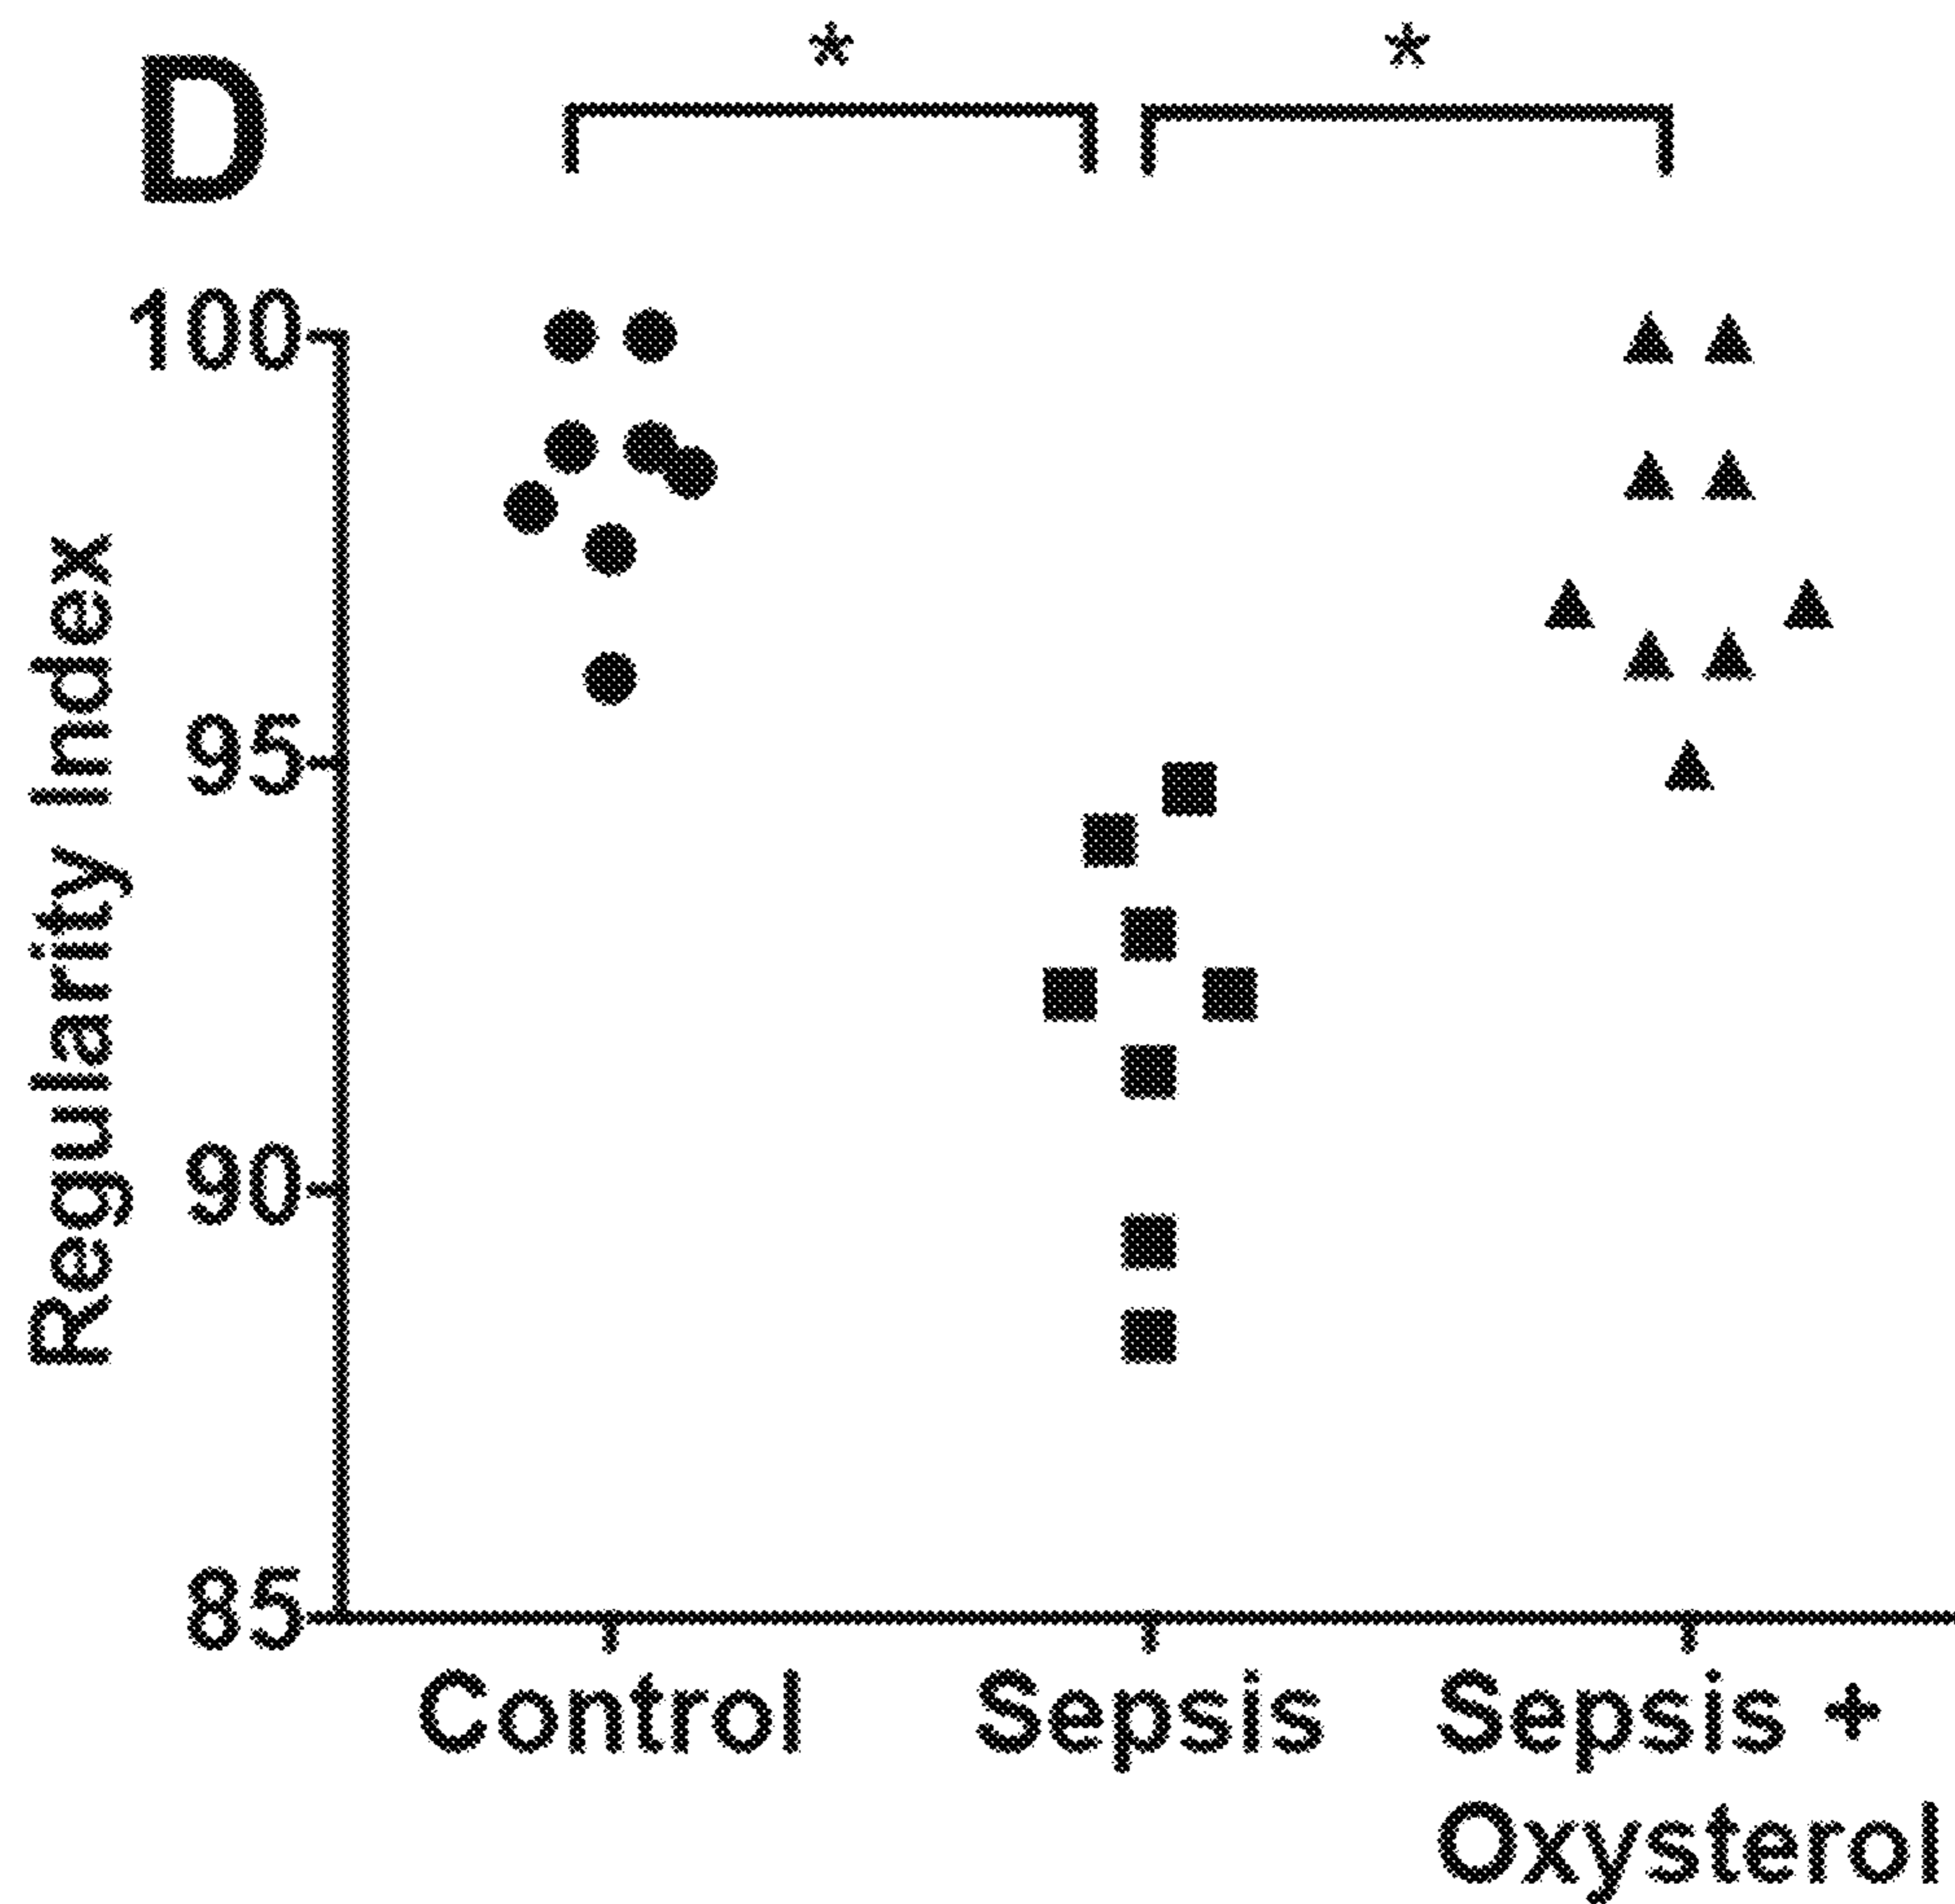 D
*
*
100
95
90
85
Regularity Index
Control
Sepsis
Sepsis +
Oxysterol